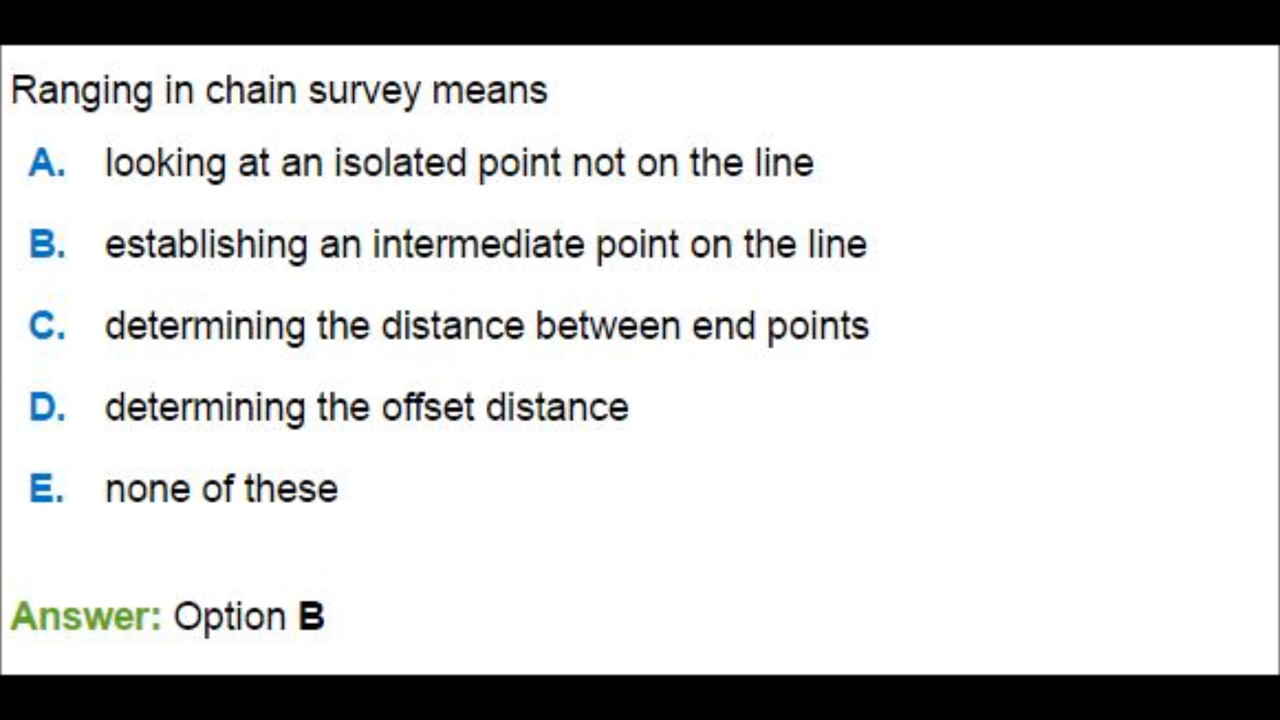 Ranging in chain survey means
A. looking at an isolated point not on the line
B. establishing an intermediate point on the line
C. determining the distance between end points
D. determining the offset distance
E. none of these
Answer: Option B